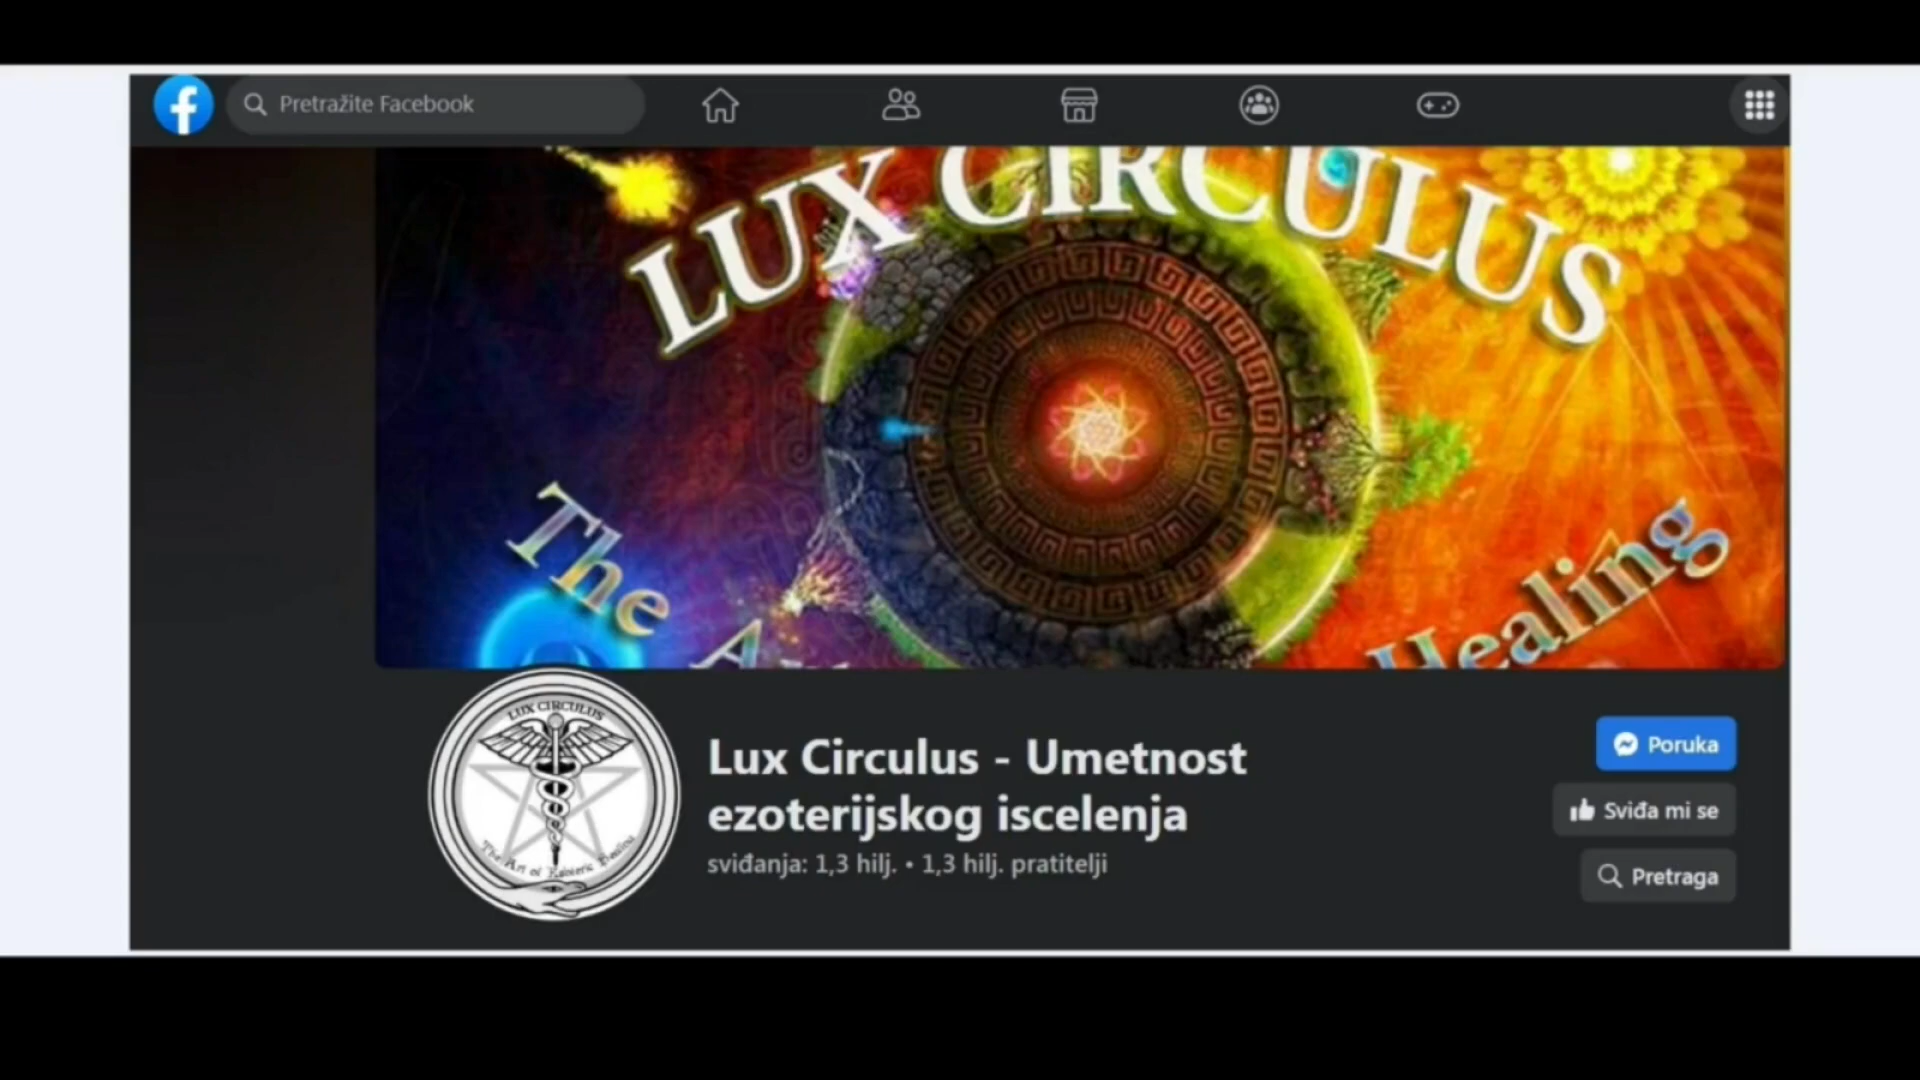 Pretražite Facebook
LUX CIRCULUS
The
Healing
LUX CIRCULUS
The Art of Esoteric Healing
Lux Circulus - Umetnost
ezoterijskog iscelenja
sviđanja: 1,3 hilj. • 1,3 hilj. pratitelji
Poruka
Sviđa mi se
Pretraga